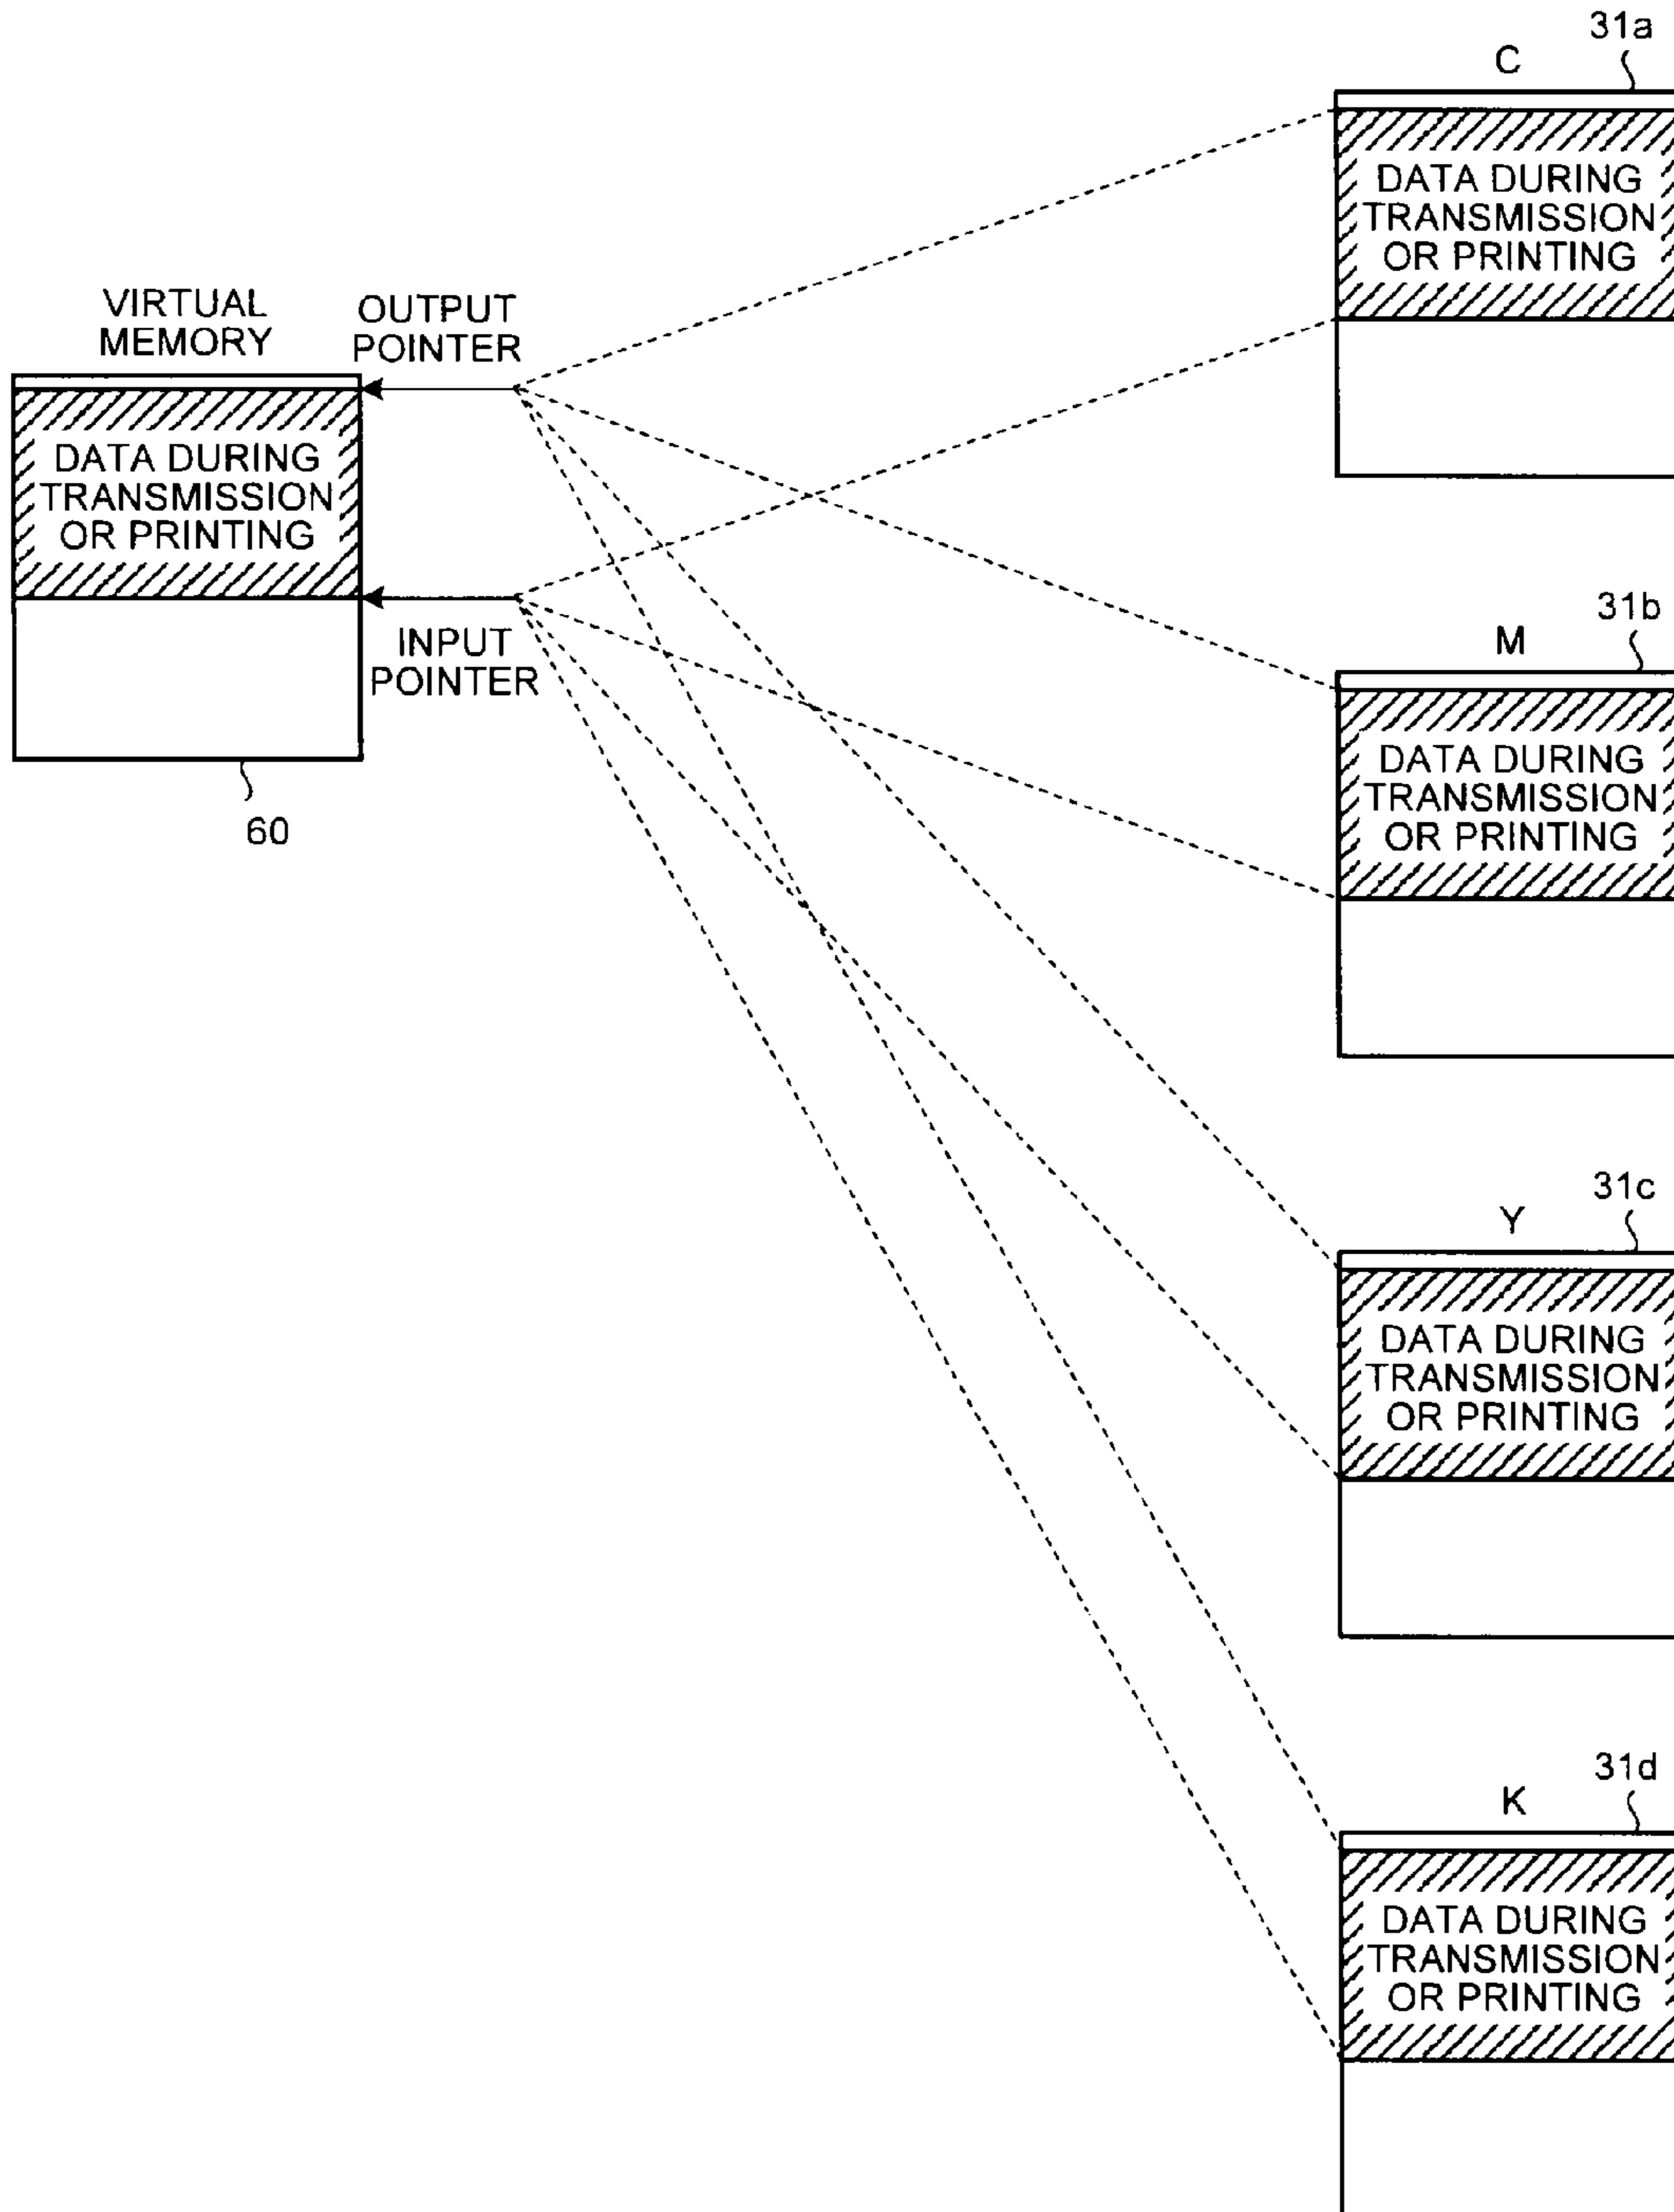 31a
C
DATA DURING
TRANSMISSION
OR PRINTING
VIRTUAL
MEMORY
OUTPUT
POINTER
DATA DURING
TRANSMISSION
OR PRINTING
INPUT
POINTER
60
31b
M
DATA DURING
TRANSMISSION
OR PRINTING
31c
Y
DATA DURING
TRANSMISSION
OR PRINTING
31d
K
DATA DURING
TRANSMISSION
OR PRINTING